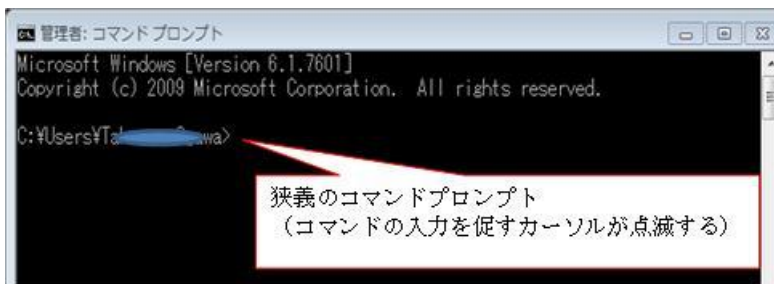 管理者: コマンド プロンプト
Microsoft Windows [Version 6.1.7601]
Copyright (c) 2009 Microsoft Corporation. All rights reserved.
C:¥Users¥Ta wa>
狭義のコマンドプロンプト
（コマンドの入力を促すカーソルが点滅する）